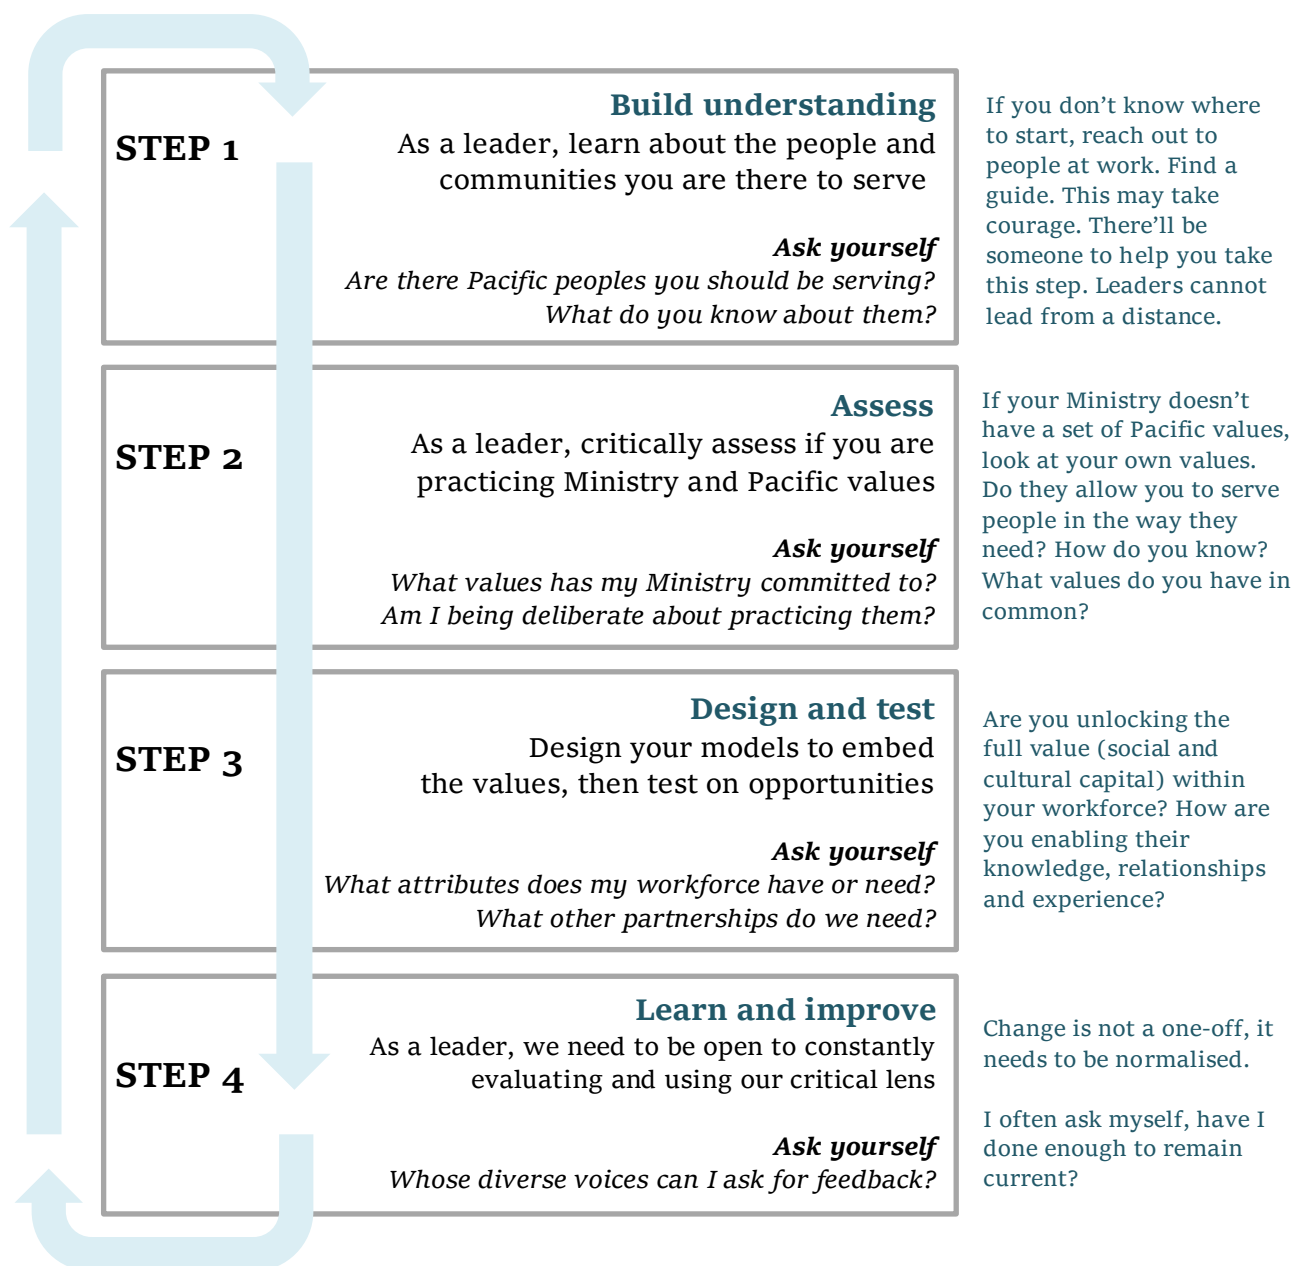 STEP 1
Build understanding
As a leader, learn about the people and
communities you are there to serve
Ask yourself
Are there Pacific peoples you should be serving?
What do you know about them?
If you don’t know where
to start, reach out to
people at work. Find a
guide. This may take
courage. There’ll be
someone to help you take
this step. Leaders cannot
lead from a distance.
STEP 2
Assess
As a leader, critically assess if you are
practicing Ministry and Pacific values
Ask yourself
What values has my Ministry committed to?
Am I being deliberate about practicing them?
If your Ministry doesn’t
have a set of Pacific values,
look at your own values.
Do they allow you to serve
people in the way they
need? How do you know?
What values do you have in
common?
STEP 3
Design and test
Design your models to embed
the values, then test on opportunities
Ask yourself
What attributes does my workforce have or need?
What other partnerships do we need?
Are you unlocking the
full value (social and
cultural capital) within
your workforce? How are
you enabling their
knowledge, relationships
and experience?
STEP 4
Learn and improve
As a leader, we need to be open to constantly
evaluating and using our critical lens
Ask yourself
Whose diverse voices can I ask for feedback?
Change is not a one-off, it
needs to be normalised.
I often ask myself, have I
done enough to remain
current?